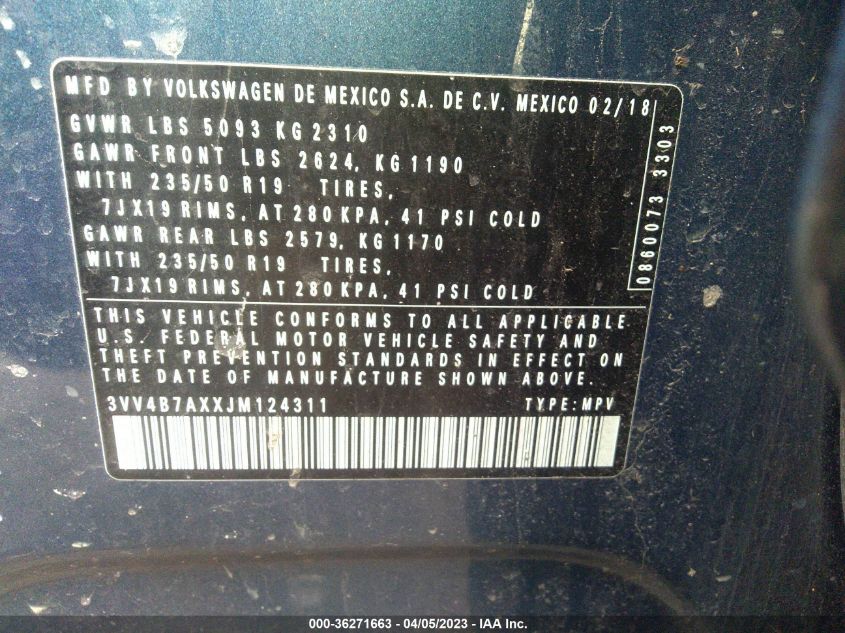 MFD BY VOLKSWAGEN DE MEXICO S.A. DE C.V. MEXICO 02/18
GVWR LBS 5093 KG 2310
GAWR FRONT LBS 2624, KG 1190
WITH 235/50 R19 TIRES,
7JX19 RIMS, AT 280 KPA, 41 PSI COLD
GAWR REAR LBS 2579, KG 1170
WITH 235/50 R19 TIRES,
7JX19 RIMS, AT 280 KPA, 41 PSI COLD
0860073 3303
THIS VEHICLE CONFORMS TO ALL APPLICABLE
U.S. FEDERAL MOTOR VEHICLE SAFETY AND
THEFT PREVENTION STANDARDS IN EFFECT ON
THE DATE OF MANUFACTURE SHOWN ABOVE.
3VV4B7AXXJM124311 TYPE: MPV
000-36271663 - 04/05/2023 - IAA Inc.